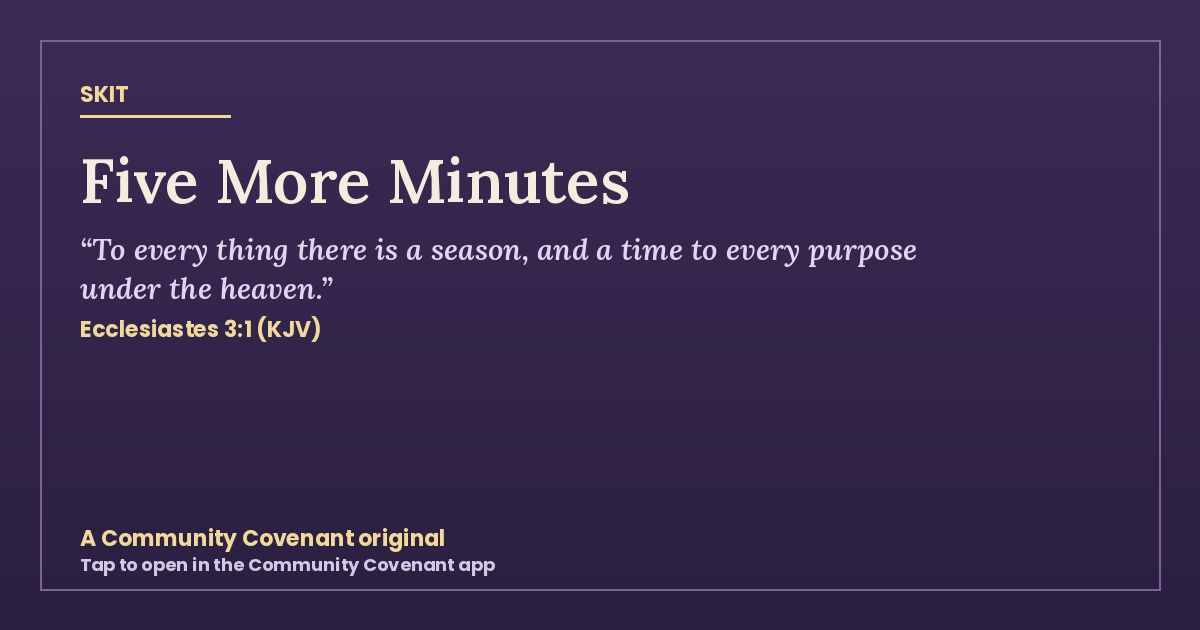 SKIT
Five More Minutes
“To every thing there is a season, and a time to every purpose
under the heaven.”
Ecclesiastes 3:1 (KJV)
A Community Covenant original
Tap to open in the Community Covenant app